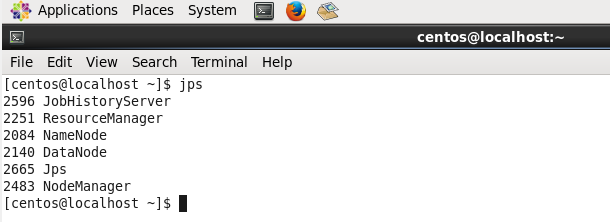 Applications Places System
centos@localhost:~
File Edit View Search Terminal Help
[centos@localhost ~]$ jps
2596 JobHistoryServer
2251 ResourceManager
2084 NameNode
2140 DataNode
2665 Jps
2483 NodeManager
[centos@localhost ~]$